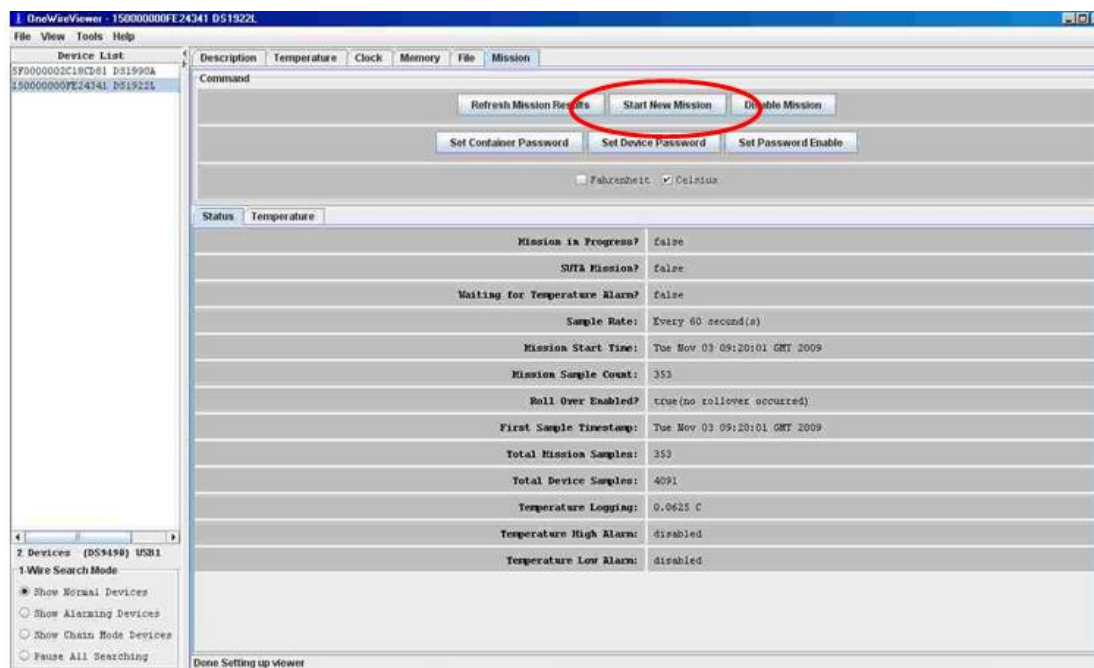 OneWireViewer - 150000000FE24341 DS1922L
File View Tools Help
Device List
5F0000002C18CD81 DS1990A
150000000FE24341 DS1922L
2 Devices (DS9490) USB1
1-Wire Search Mode
Show Normal Devices
Show Alarming Devices
Show Chain Mode Devices
Pause All Searching
Description Temperature Clock Memory File Mission
Command
Refresh Mission Results Start New Mission Disable Mission
Set Container Password Set Device Password Set Password Enable
Fahrenheit Celsius
Status Temperature
Mission in Progress? false
SUTA Mission? false
Waiting for Temperature Alarm? false
Sample Rate: Every 60 second(s)
Mission Start Time: Tue Nov 03 09:20:01 GMT 2009
Mission Sample Count: 353
Roll Over Enabled? true(no rollover occurred)
First Sample Timestamp: Tue Nov 03 09:20:01 GMT 2009
Total Mission Samples: 353
Total Device Samples: 4091
Temperature Logging: 0.0625 C
Temperature High Alarm: disabled
Temperature Low Alarm: disabled
Done Setting up viewer